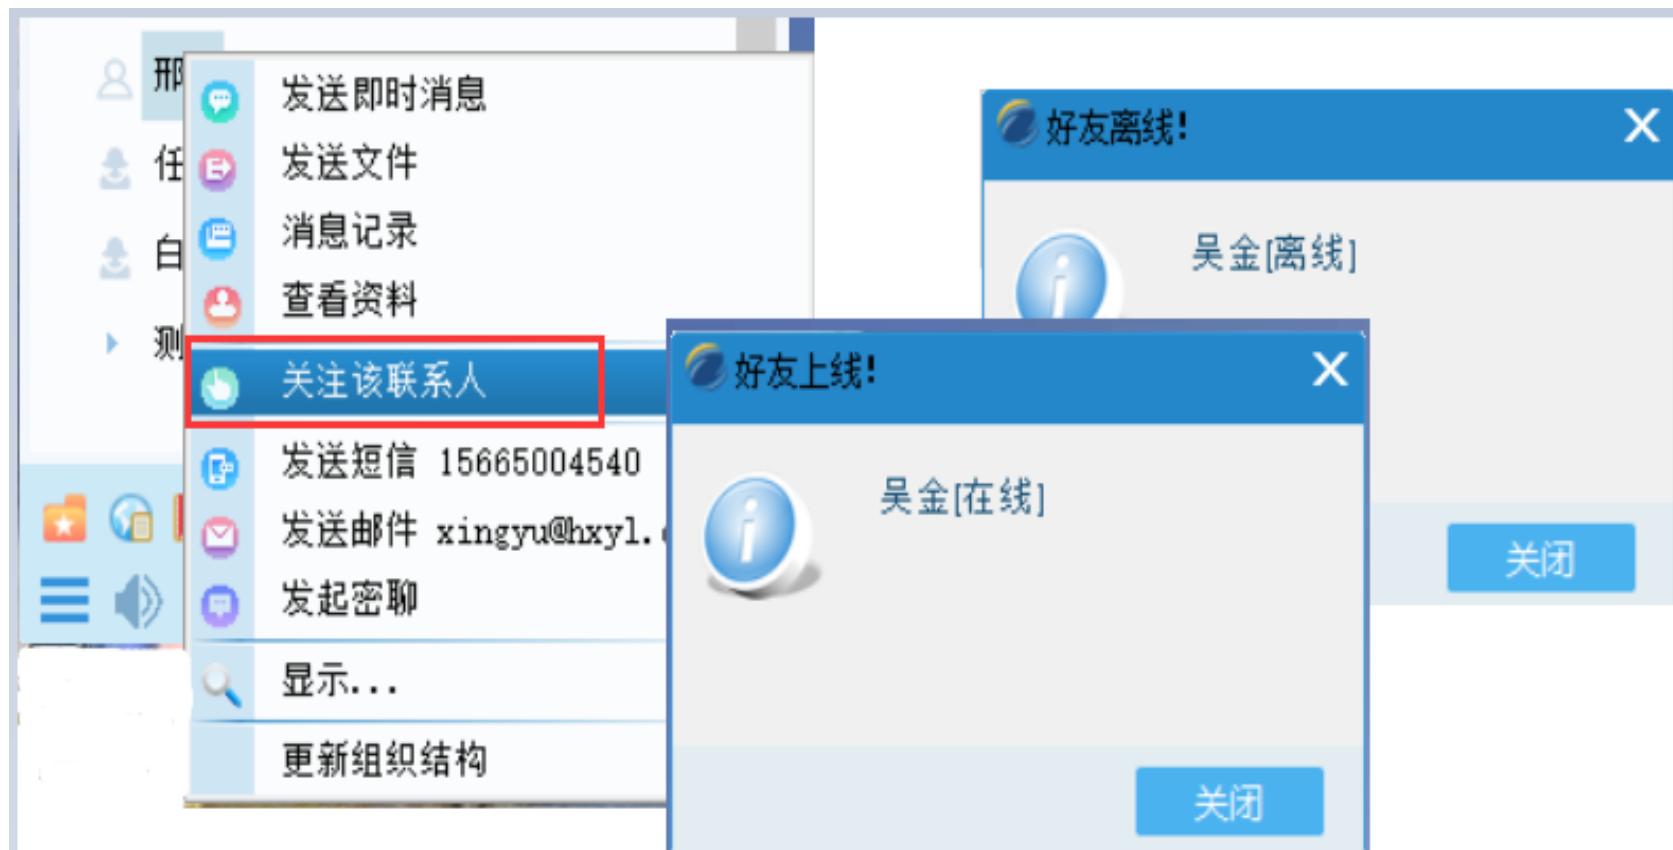 邢
任
自
测
发送即时消息
发送文件
消息记录
查看资料
关注该联系人
发送短信 15665004540
发送邮件 xingyu@hxyl.
发起密聊
显示...
更新组织结构
好友离线!
吴金[离线]
关闭
好友上线!
吴金[在线]
关闭